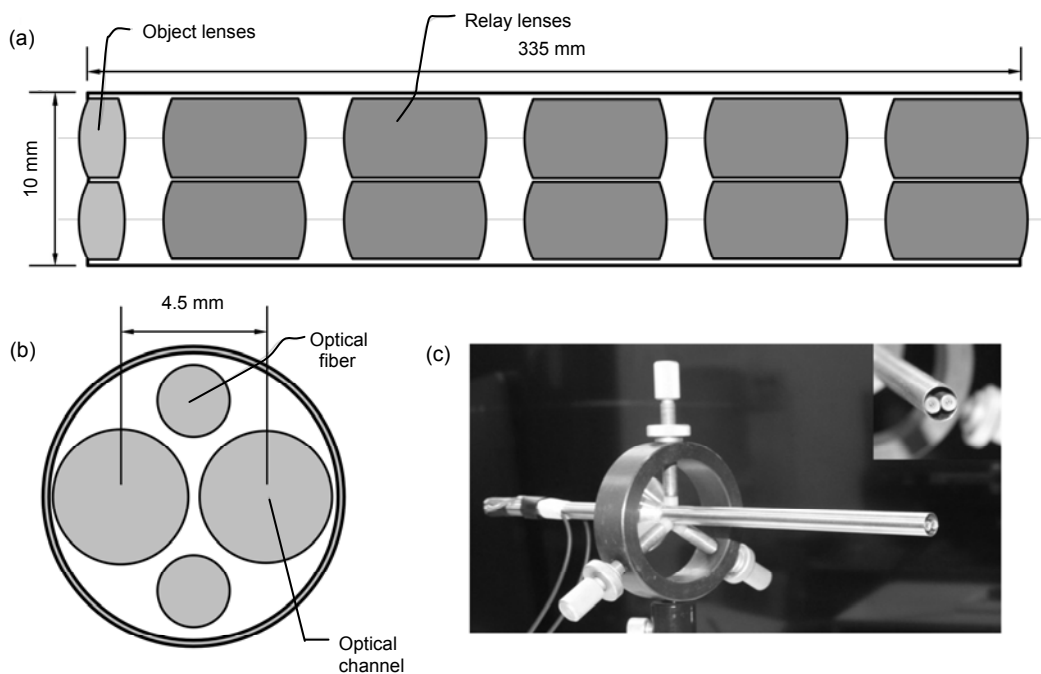 (a)
Object lenses
Relay lenses
335 mm
10 mm
(b)
4.5 mm
Optical
fiber
Optical
channel
(c)